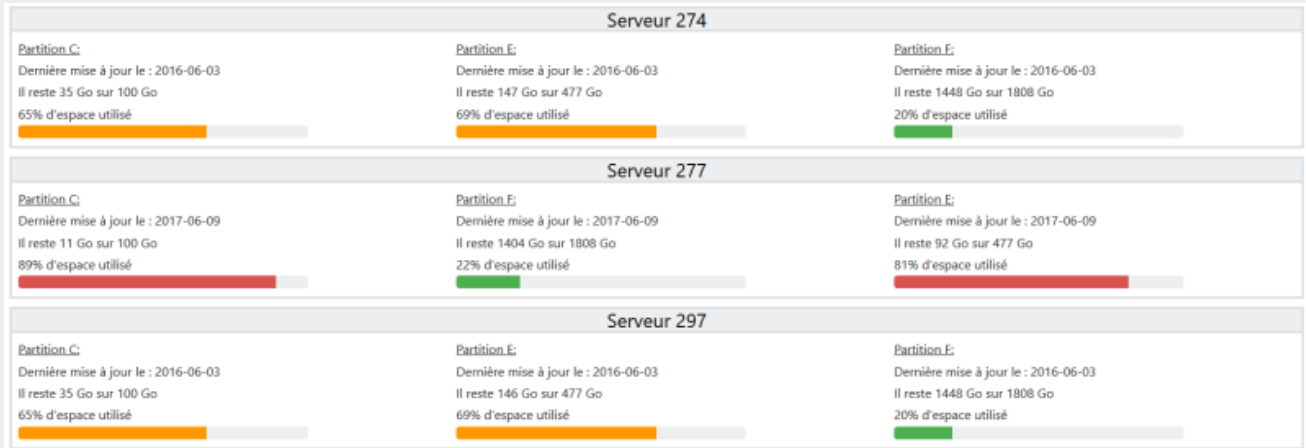 Serveur 274
Partition C:
Dernière mise à jour le : 2016-06-03
Il reste 35 Go sur 100 Go
65% d'espace utilisé
Partition E:
Dernière mise à jour le : 2016-06-03
Il reste 147 Go sur 477 Go
69% d'espace utilisé
Partition F:
Dernière mise à jour le : 2016-06-03
Il reste 1448 Go sur 1808 Go
20% d'espace utilisé
Serveur 277
Partition C:
Dernière mise à jour le : 2017-06-09
Il reste 11 Go sur 100 Go
89% d'espace utilisé
Partition F:
Dernière mise à jour le : 2017-06-09
Il reste 1404 Go sur 1808 Go
22% d'espace utilisé
Partition E:
Dernière mise à jour le : 2017-06-09
Il reste 92 Go sur 477 Go
81% d'espace utilisé
Serveur 297
Partition C:
Dernière mise à jour le : 2016-06-03
Il reste 35 Go sur 100 Go
65% d'espace utilisé
Partition E:
Dernière mise à jour le : 2016-06-03
Il reste 146 Go sur 477 Go
69% d'espace utilisé
Partition F:
Dernière mise à jour le : 2016-06-03
Il reste 1448 Go sur 1808 Go
20% d'espace utilisé